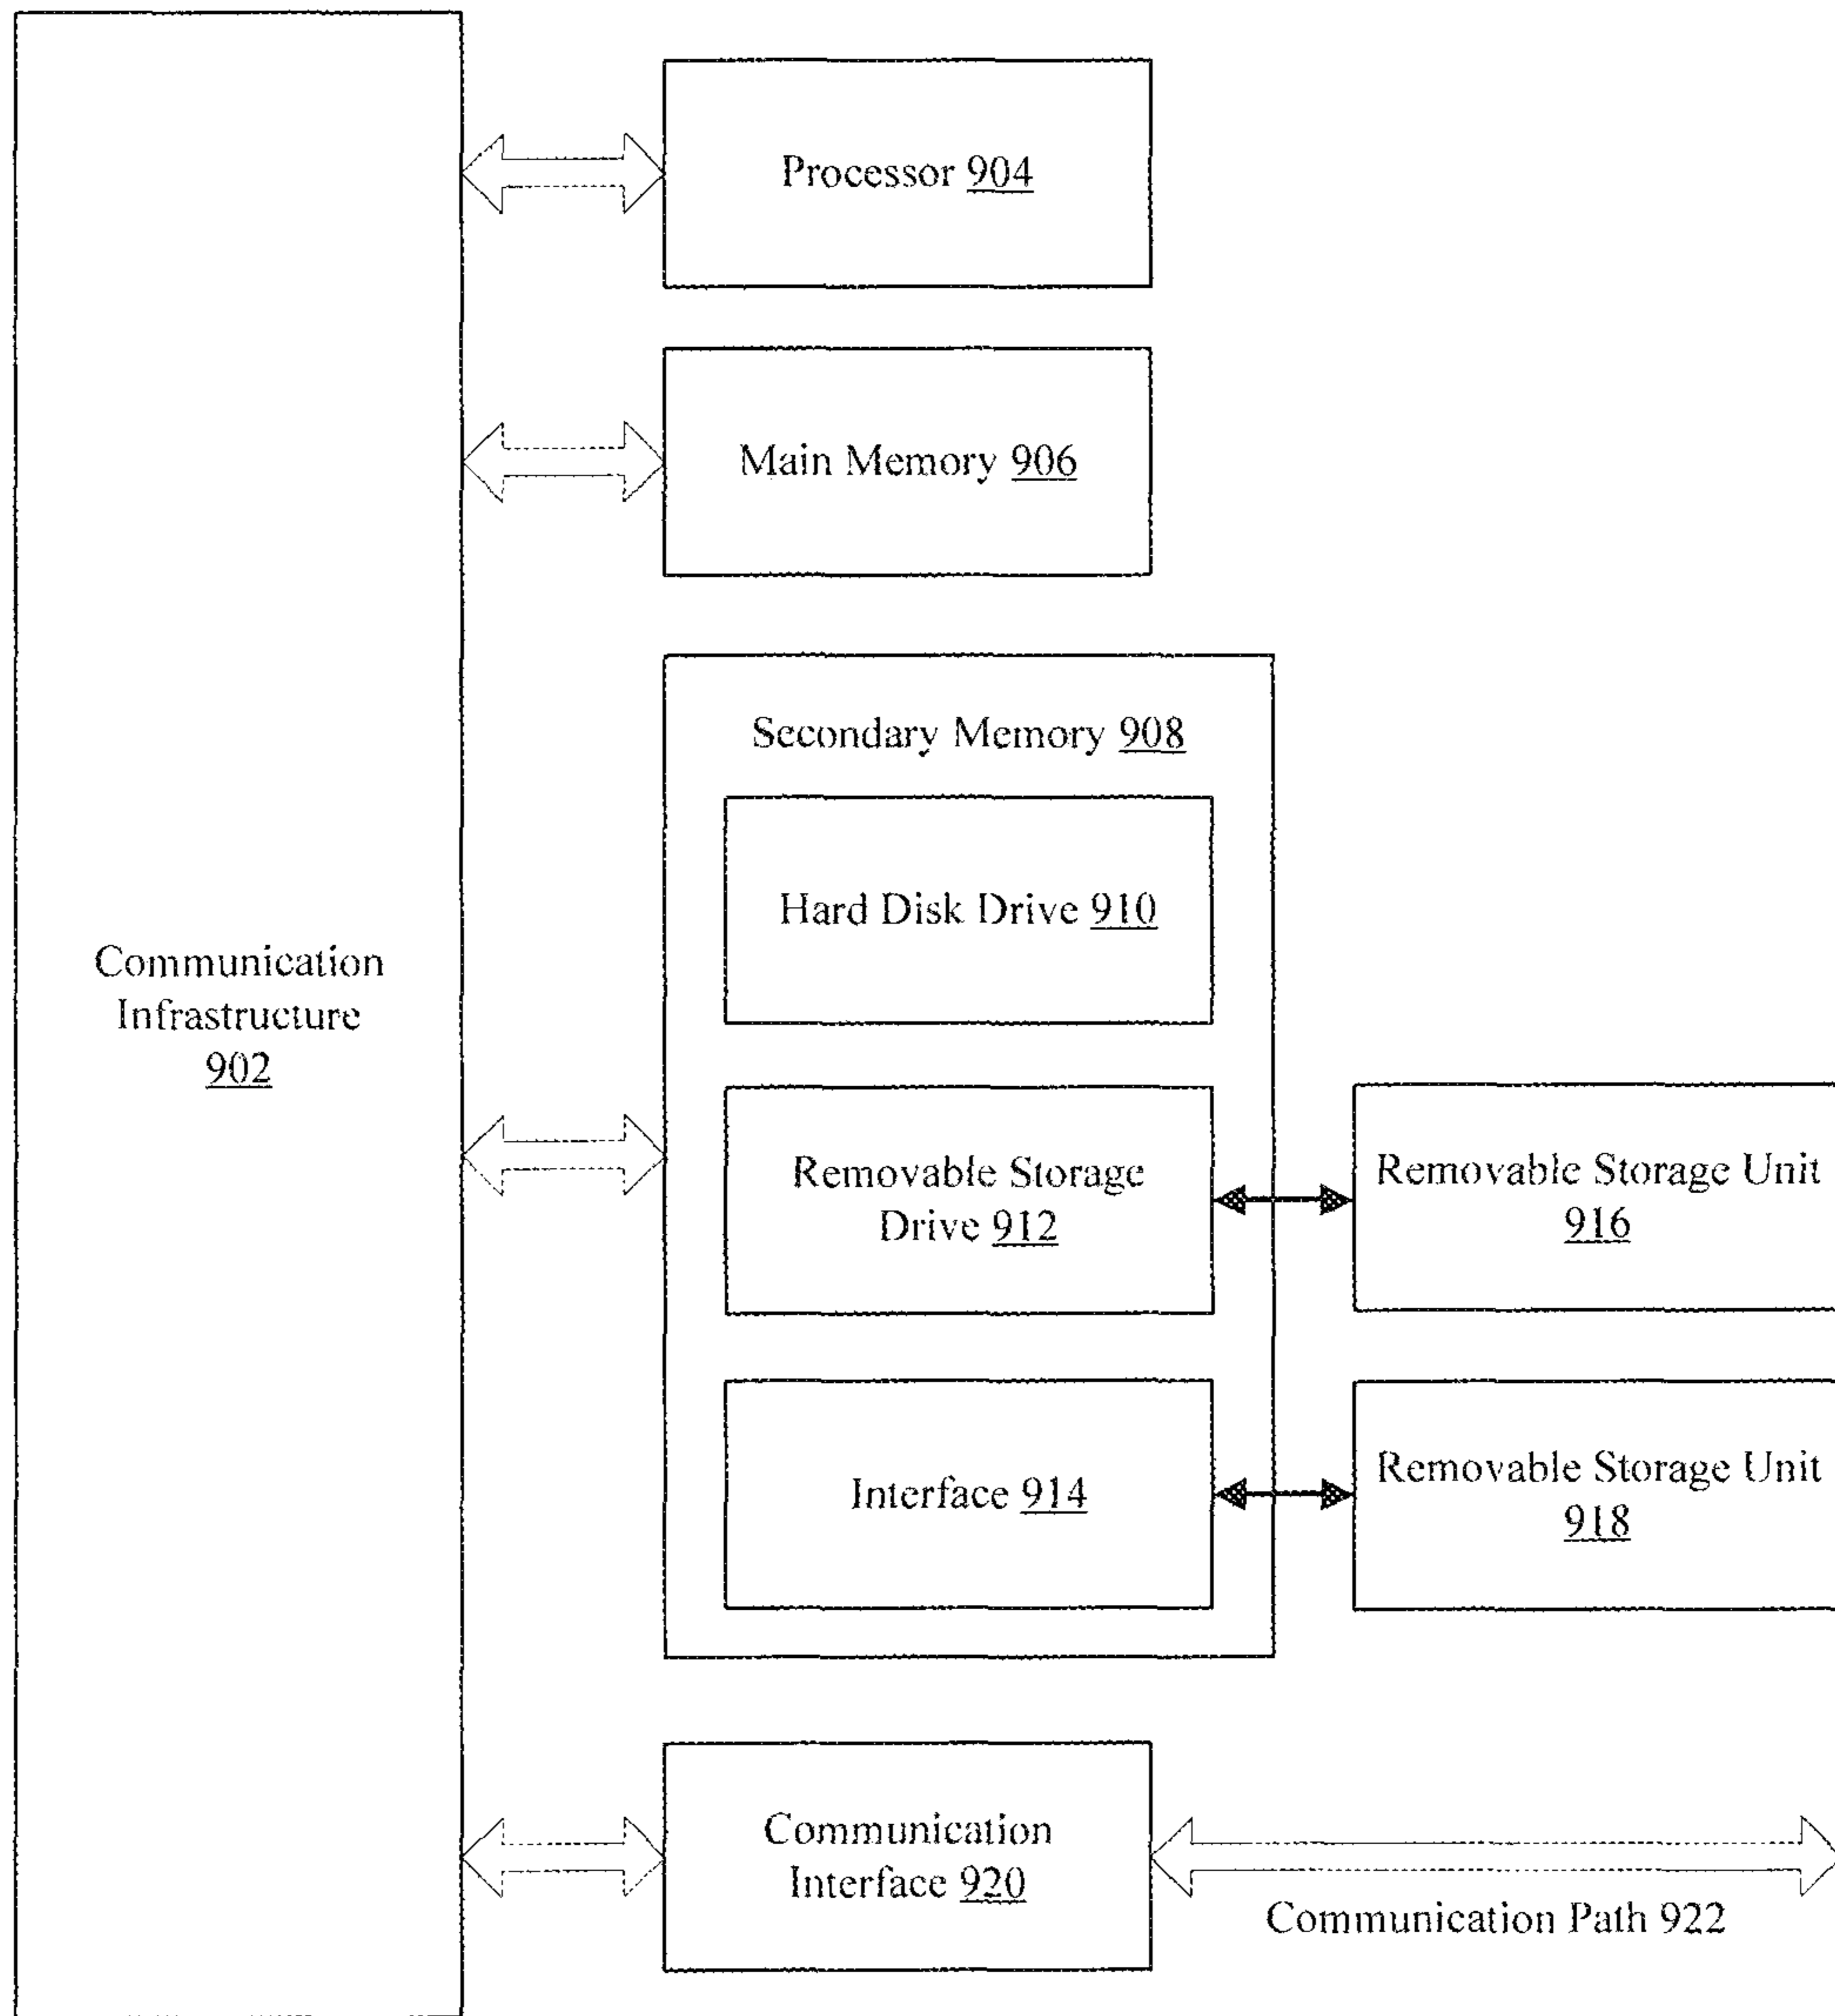 Communication
Infrastructure
902
Processor 904
Main Memory 906
Secondary Memory 908
Hard Disk Drive 910
Removable Storage
Drive 912
Removable Storage Unit
916
Interface 914
Removable Storage Unit
918
Communication
Interface 920
Communication Path 922